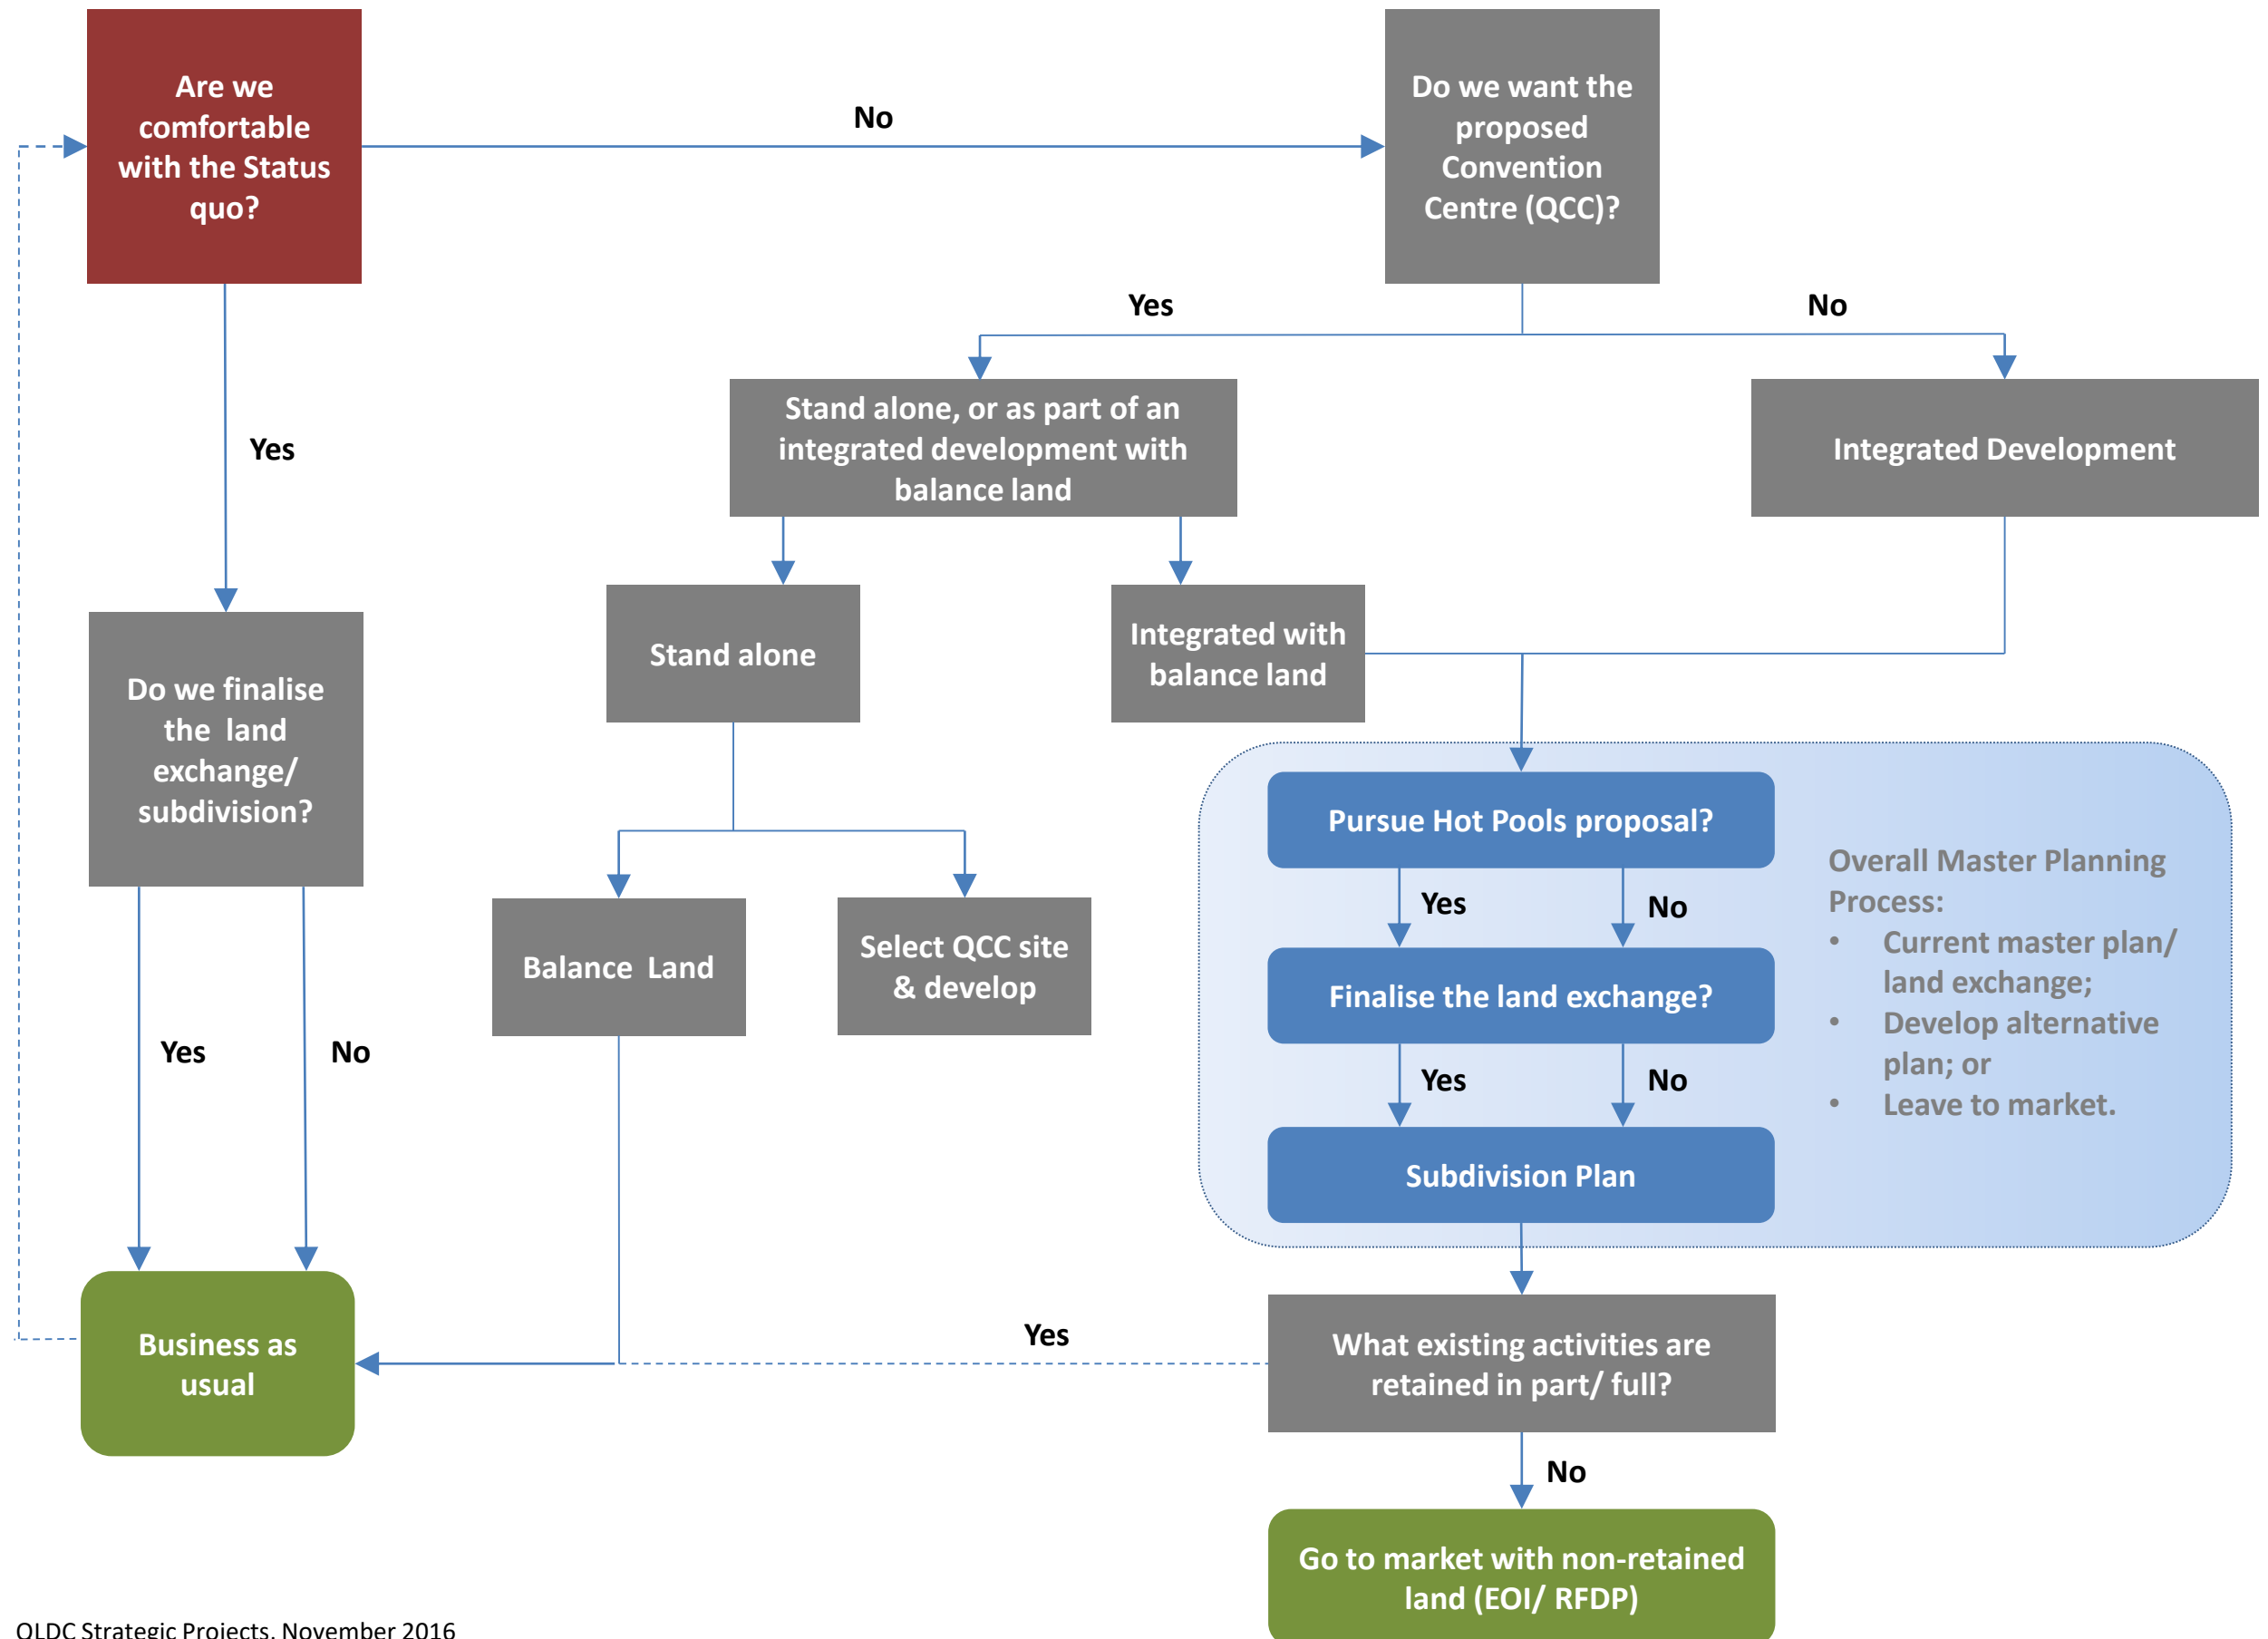 Are we
comfortable
with the Status
quo?
No
Do we want the
proposed
Convention
Centre (QCC)?
Yes
No
Yes
Stand alone, or as part of an
integrated development with
balance land
Integrated Development
Stand alone
Integrated with
balance land
Do we finalise
the land
exchange/
subdivision?
Pursue Hot Pools proposal?
Yes
No
Overall Master Planning
Process:
• Current master plan/
land exchange;
• Develop alternative
plan; or
• Leave to market.
Balance Land
Select QCC site
& develop
Finalise the land exchange?
Yes
No
Yes
No
Subdivision Plan
Business as
usual
Yes
What existing activities are
retained in part/ full?
No
Go to market with non-retained
land (EOI/ RFDP)
QLDC Strategic Projects, November 2016